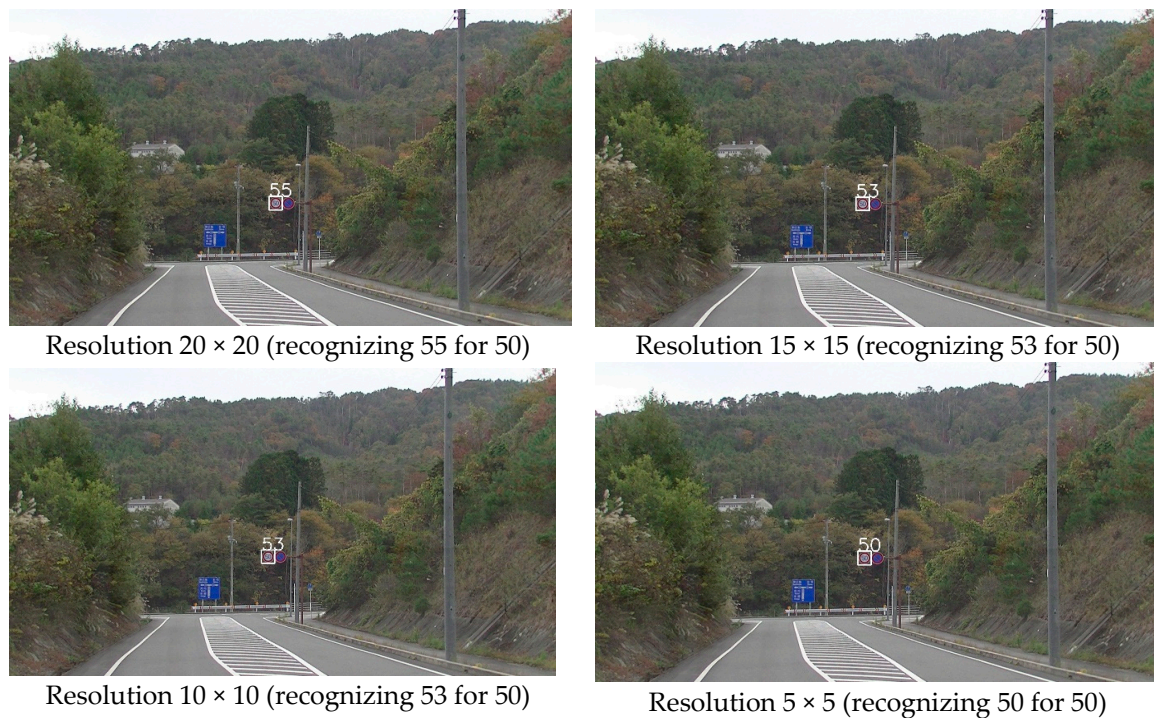 55
53
Resolution 20 × 20 (recognizing 55 for 50)
Resolution 15 × 15 (recognizing 53 for 50)
53
50
Resolution 10 × 10 (recognizing 53 for 50)
Resolution 5 × 5 (recognizing 50 for 50)